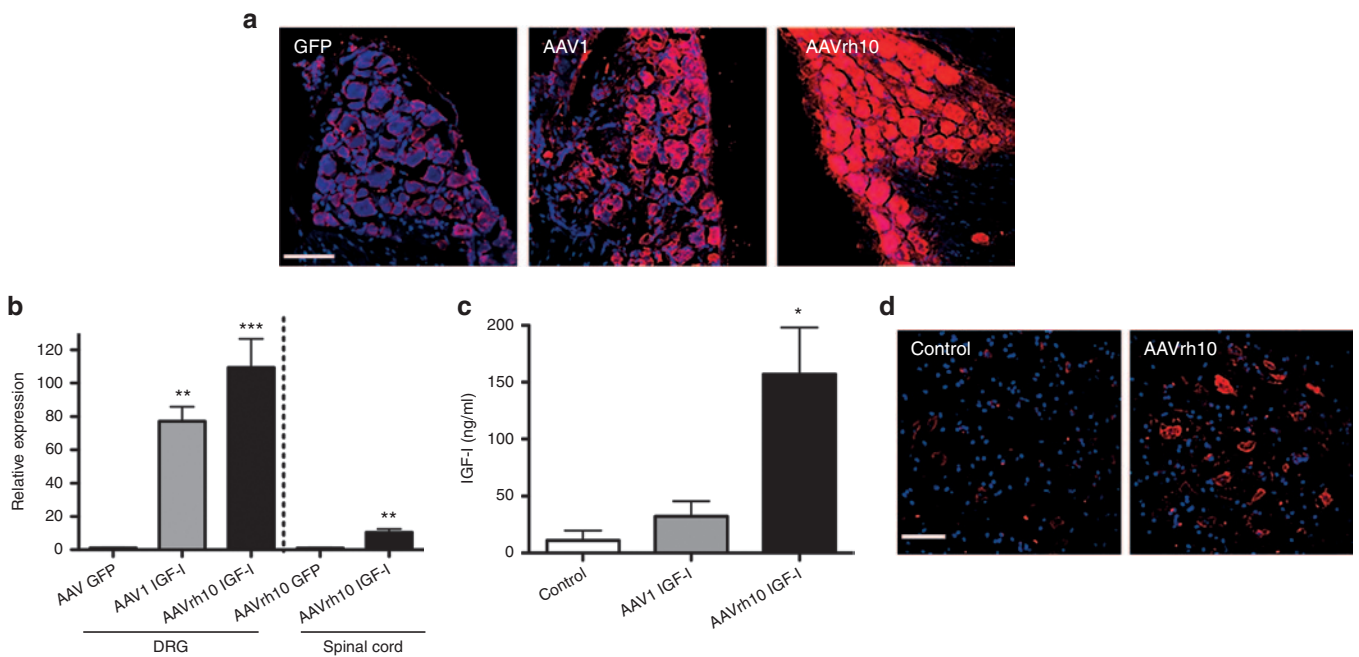 a
GFP
AAV1
AAVrh10
b
Relative expression
120
100
80
60
40
20
0
**
***
**
AAV GFP
AAV1 IGF-I
AAVrh10 IGF-I
AAVrh10 GFP
AAVrh10 IGF-I
DRG
Spinal cord
c
IGF-I (ng/ml)
200
150
100
50
0
*
Control
AAV1 IGF-I
AAVrh10 IGF-I
d
Control
AAVrh10